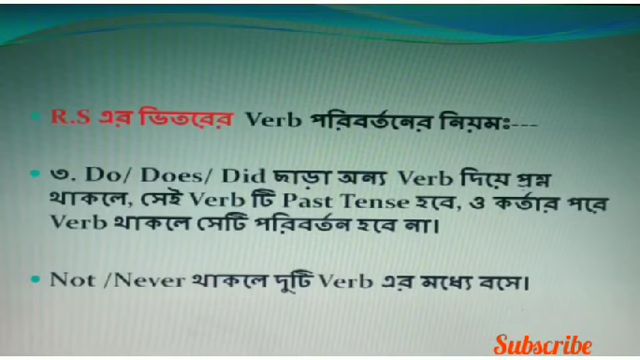 R.S এর ভিতরের Verb পরিবর্তনের নিয়মঃ---
৩. Do/ Does/ Did ছাড়া অন্য Verb দিয়ে প্রশ্ন
থাকলে, সেই Verb টি Past Tense হবে, ও কর্তার পরে
Verb থাকলে সেটি পরিবর্তন হবে না।
Not /Never থাকলে দুটি Verb এর মধ্যে বসে।
Subscribe